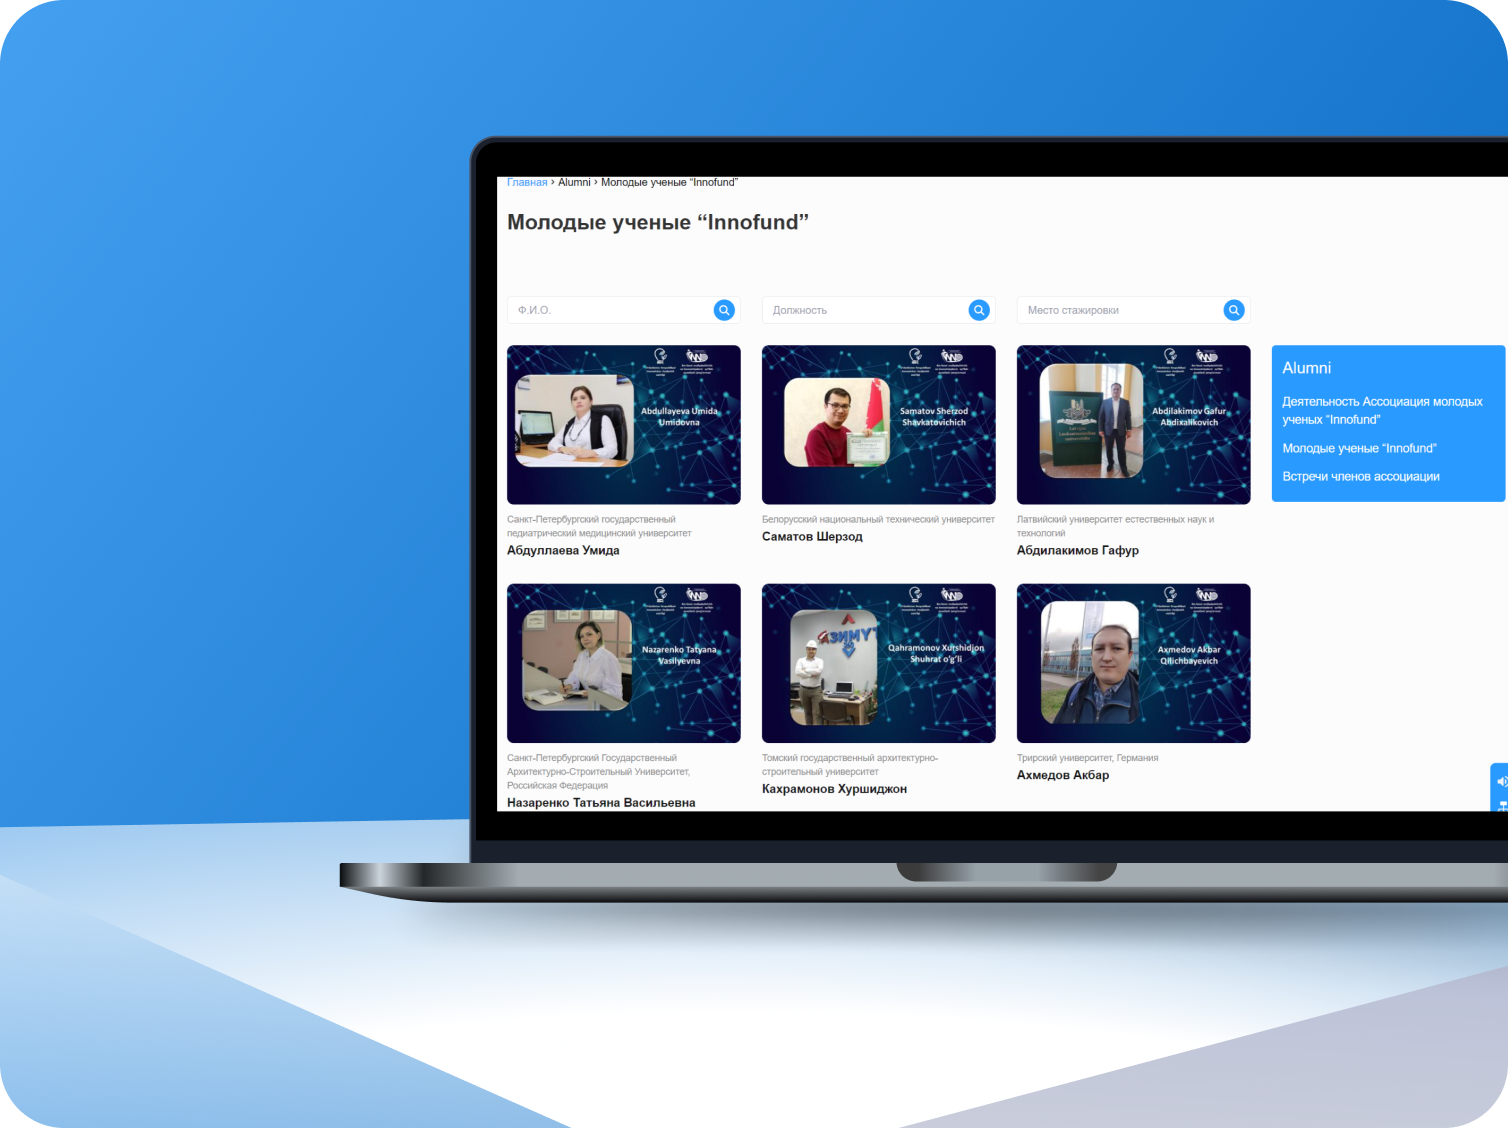 Главная › Alumni › Молодые ученые “Innofund”
Молодые ученые “Innofund”
Ф.И.О.
Должность
Место стажировки
Abdullayeva Umida
Umidovna
Samatov Sherzod
Shavkatovichich
Abdilakimov Gafur
Abdixalikovich
Alumni
Деятельность Ассоциация молодых
ученых “Innofund”
Молодые ученые “Innofund”
Встречи членов ассоциации
Санкт-Петербургский государственный
педиатрический медицинский университет
Абдуллаева Умида
Белорусский национальный технический университет
Саматов Шерзод
Латвийский университет естественных наук и
технологий
Абдилакимов Гафур
Nazarenko Tatyana
Vasilyevna
АЗИМУТ
Qahramonov Xurshidjon
Shuhrat o‘g‘li
Axmedov Akbar
Qilichbayevich
Санкт-Петербургский Государственный
Архитектурно-Строительный Университет,
Российская Федерация
Назаренко Татьяна Васильевна
Томский государственный архитектурно-
строительный университет
Кахрамонов Хуршиджон
Трирский университет, Германия
Ахмедов Акбар